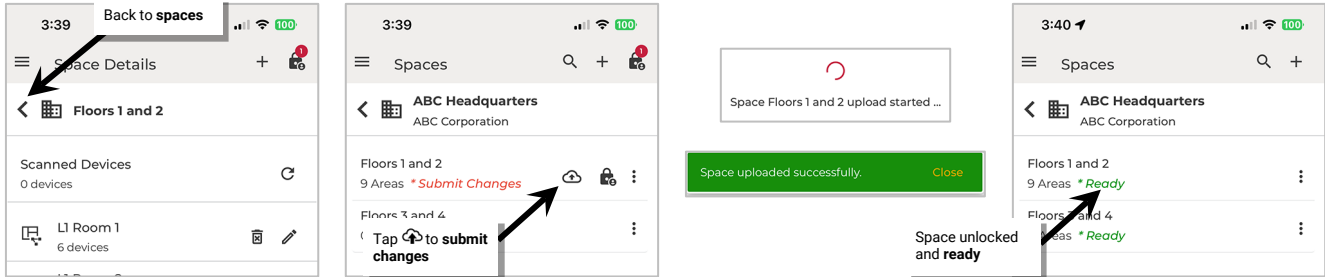 Back to spaces
3:39
100
Space Details
+
1
Floors 1 and 2
Scanned Devices
0 devices
L1 Room 1
6 devices
3:39
100
Spaces
+
1
ABC Headquarters
ABC Corporation
Floors 1 and 2
9 Areas * Submit Changes
Floors 3 and 4
Tap to submit
changes
Space Floors 1 and 2 upload started ...
Space uploaded successfully.
Close
3:40
100
Spaces
+
ABC Headquarters
ABC Corporation
Floors 1 and 2
9 Areas * Ready
Floors 3 and 4
Areas * Ready
Space unlocked
and ready